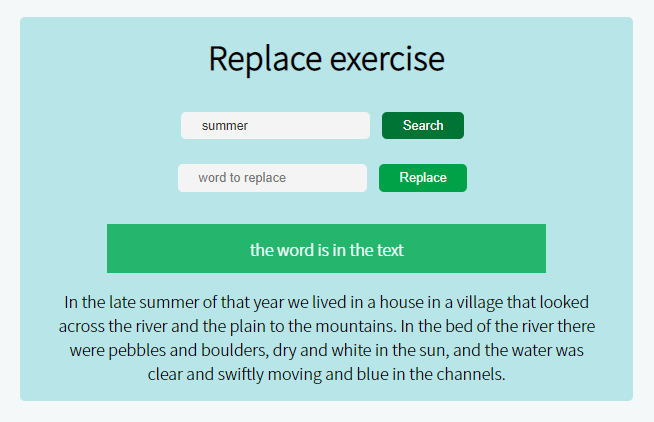 Replace exercise
summer
Search
word to replace
Replace
the word is in the text
In the late summer of that year we lived in a house in a village that looked
across the river and the plain to the mountains. In the bed of the river there
were pebbles and boulders, dry and white in the sun, and the water was
clear and swiftly moving and blue in the channels.